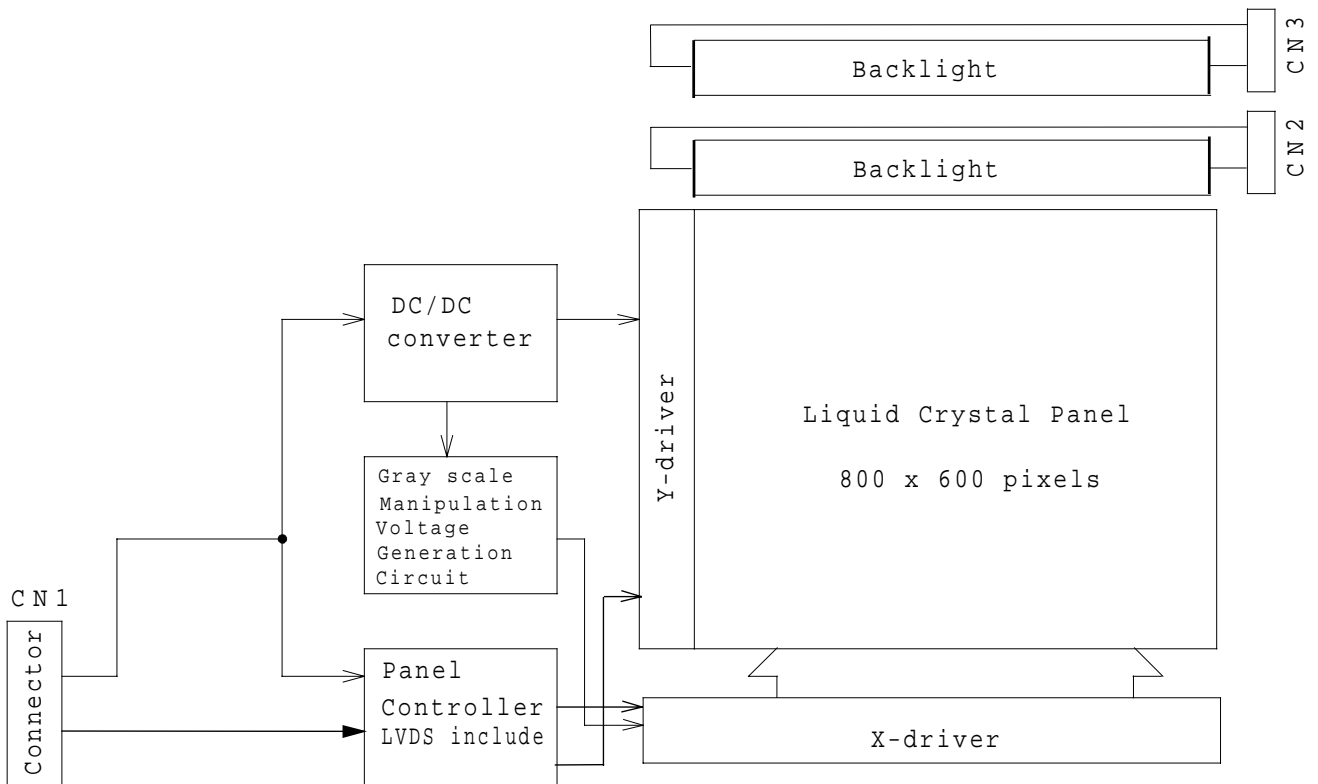 CN3
Backlight
CN2
Backlight
DC/DC
converter
Y-driver
Liquid Crystal Panel
800 x 600 pixels
Gray scale
Manipulation
Voltage
Generation
Circuit
CN1
Connector
Panel
Controller
LVDS include
X-driver